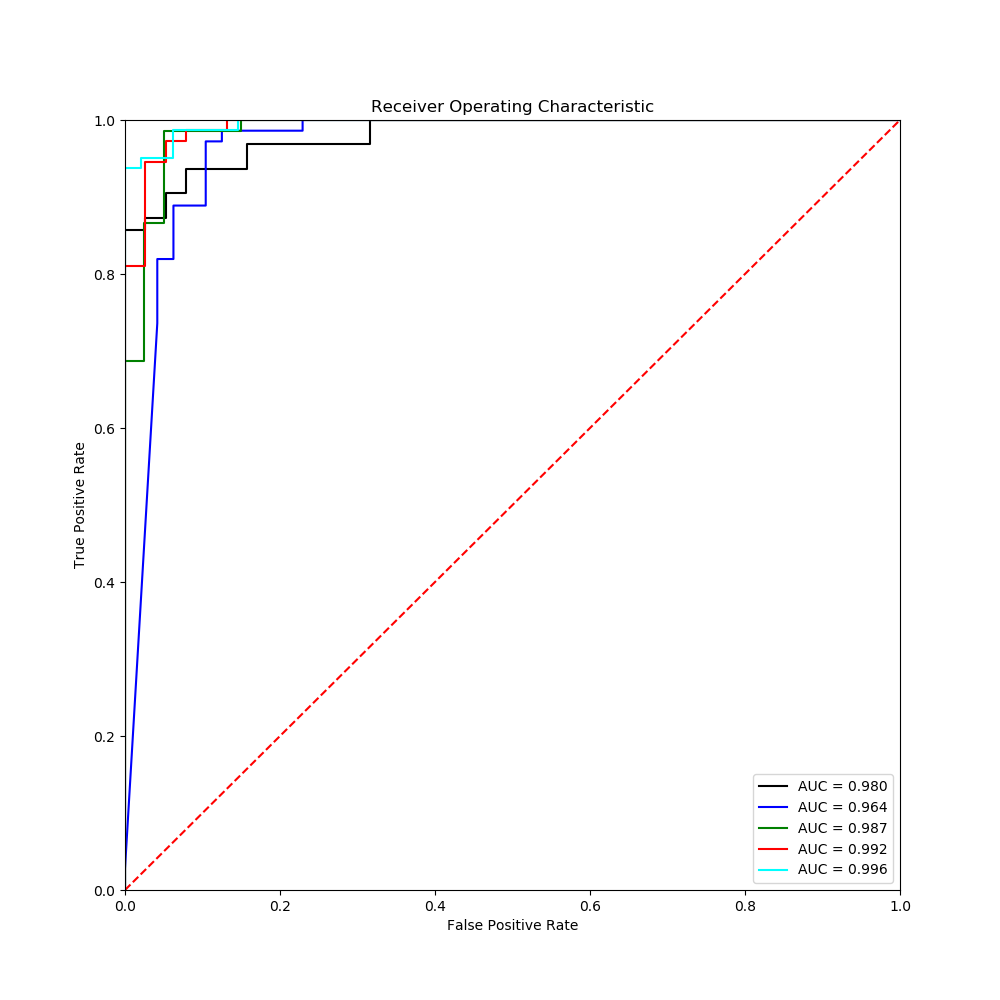 Receiver Operating Characteristic
1.0
0.8
0.6
0.4
0.2
0.0
True Positive Rate
0.0 0.2 0.4 0.6 0.8 1.0
False Positive Rate
AUC = 0.980
AUC = 0.964
AUC = 0.987
AUC = 0.992
AUC = 0.996